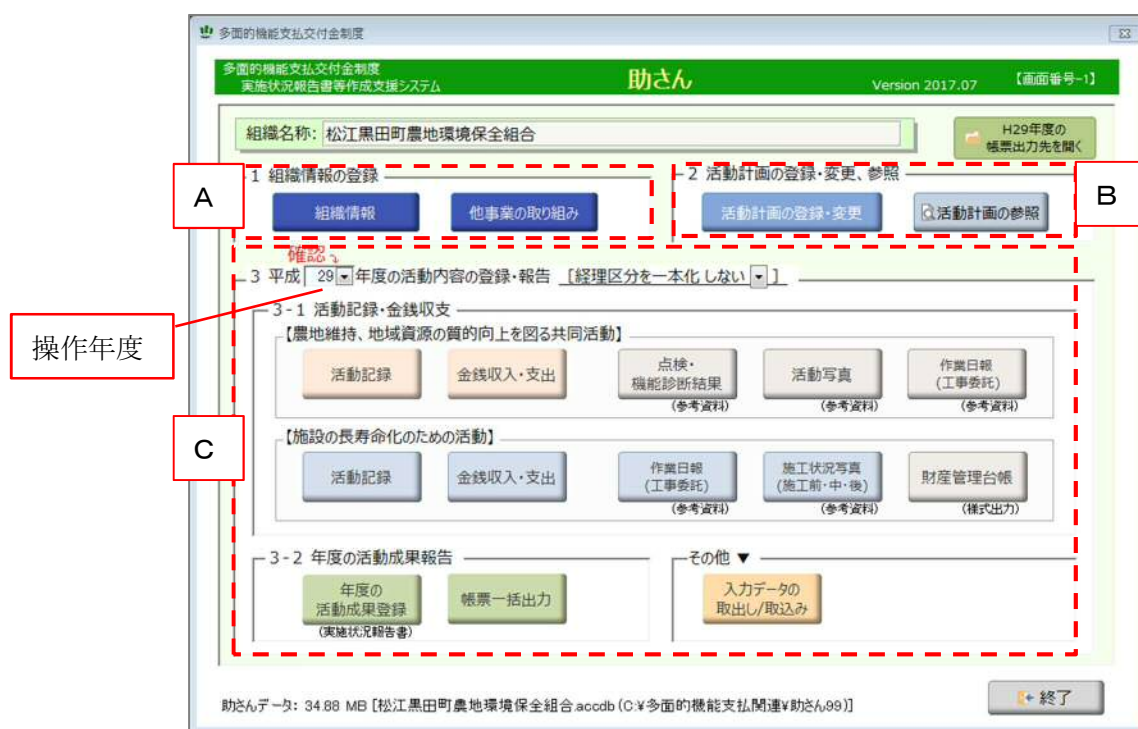 多面的機能支払交付金制度
多面的機能支払交付金制度
実施状況報告書等作成支援システム
助さん
Version 2017.07
【画面番号-1】
組織名称: 松江黒田町農地環境保全組合
H29年度の
帳票出力先を開く
A
1 組織情報の登録
組織情報
他事業の取り組み
2 活動計画の登録・変更、参照
活動計画の登録・変更
活動計画の参照
B
確認
3 平成 29 年度の活動内容の登録・報告 [経理区分を一本化 しない ]
操作年度
C
3-1 活動記録・金銭収支
【農地維持、地域資源の質的向上を図る共同活動】
活動記録
金銭収入・支出
点検・
機能診断結果
(参考資料)
活動写真
(参考資料)
作業日報
(工事委託)
(参考資料)
【施設の長寿命化のための活動】
活動記録
金銭収入・支出
作業日報
(工事委託)
(参考資料)
施工状況写真
(施工前・中・後)
(参考資料)
財産管理台帳
(様式出力)
3-2 年度の活動成果報告
年度の
活動成果登録
(実施状況報告書)
帳票一括出力
その他 ▼
入力データの
取出し/取込み
助さんデータ: 34.88 MB [松江黒田町農地環境保全組合.accdb (C:¥多面的機能支払関連¥助さん99)]
終了